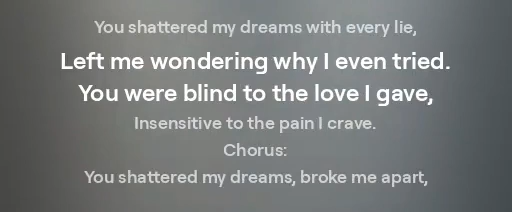 You shattered my dreams with every lie,
Left me wondering why I even tried.
You were blind to the love I gave,
Insensitive to the pain I crave.
Chorus:
You shattered my dreams, broke me apart,